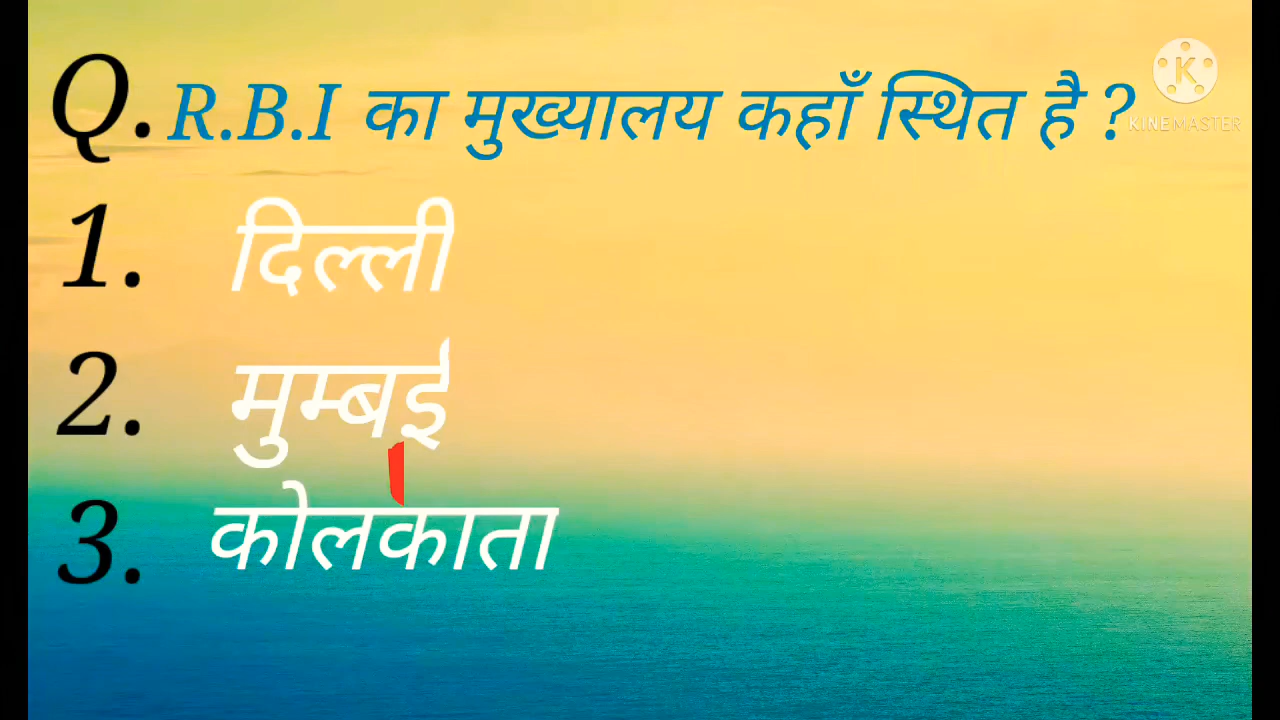 Q. R.B.I का मुख्यालय कहाँ स्थित है ?
K
KINEMASTER
1. दिल्ली
2. मुम्बई
3. कोलकाता